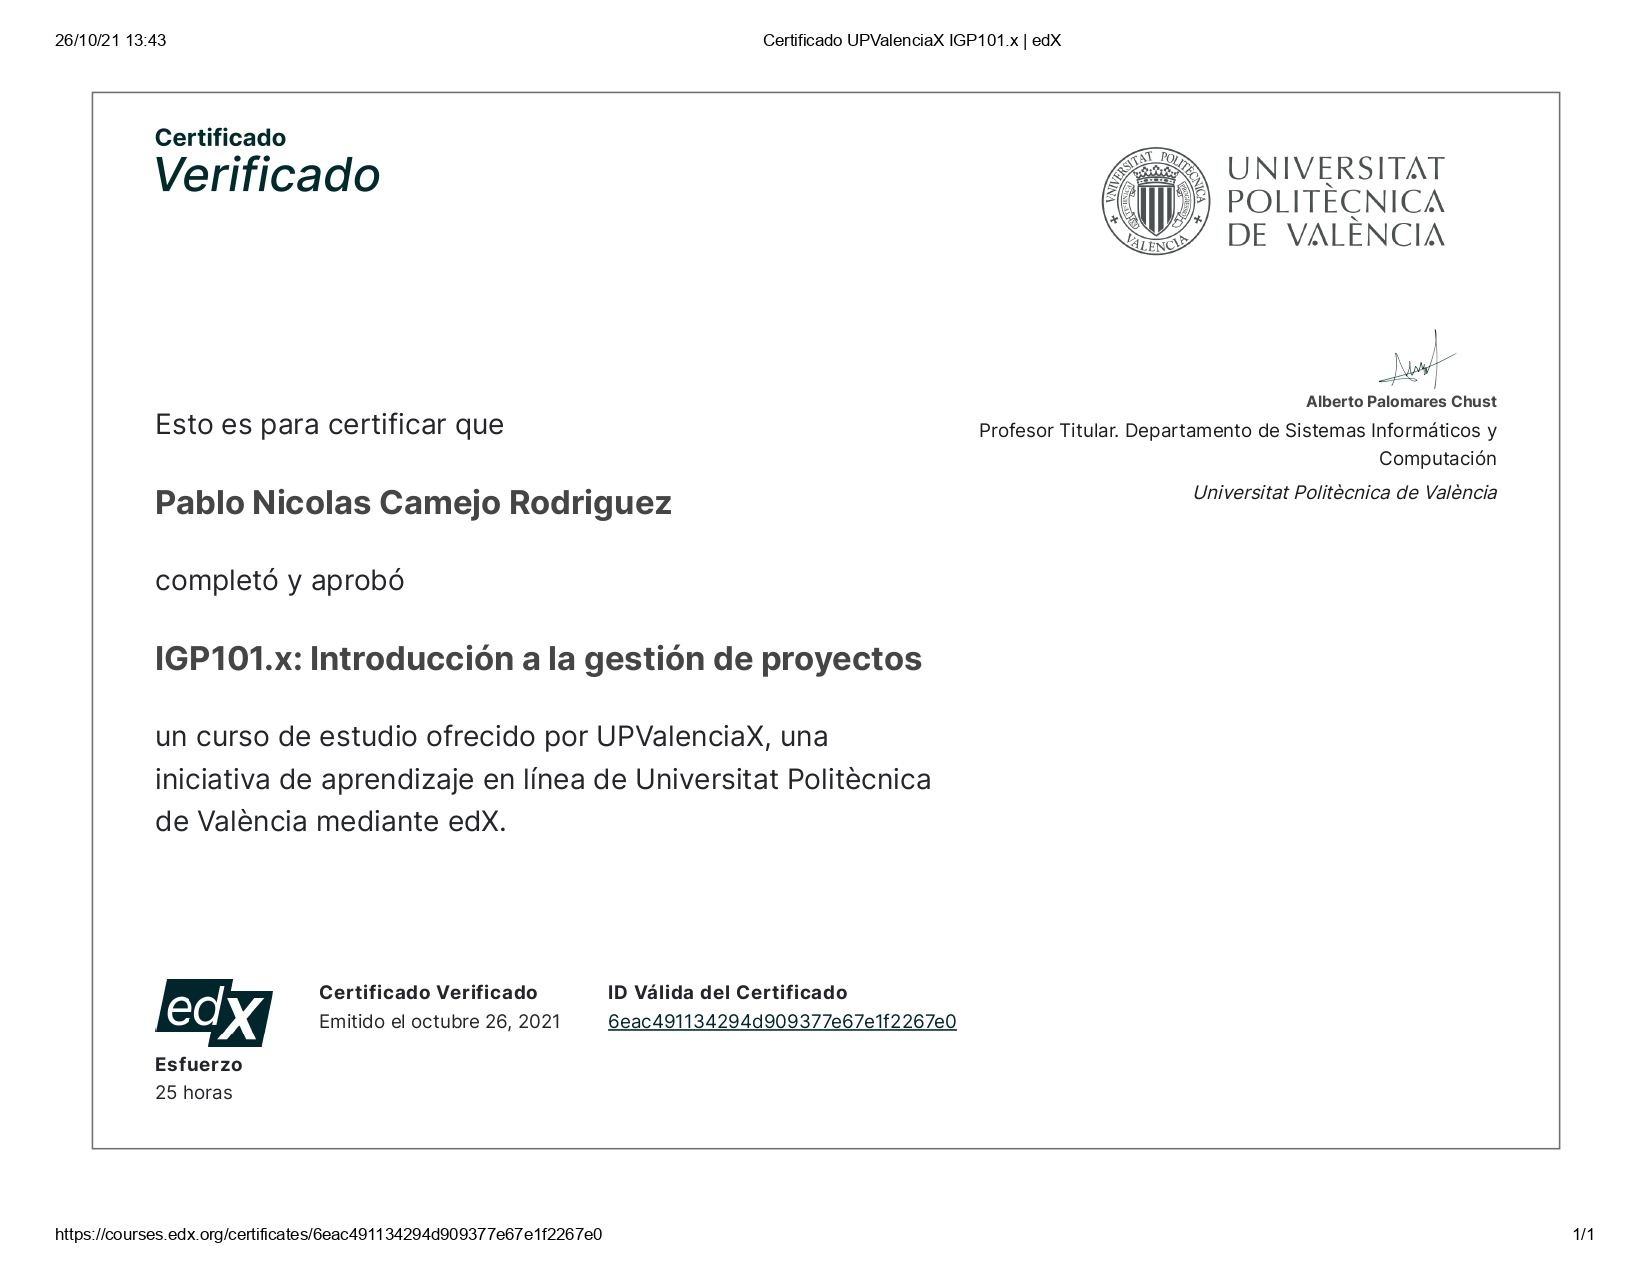 26/10/21 13:43
Certificado UPValenciaX IGP101.x | edX
Certificado
Verificado
VNIVERSITAT POLITÈCNICA
VALÈNCIA
UNIVERSITAT
POLITÈCNICA
DE VALÈNCIA
Alberto Palomares Chust
Profesor Titular. Departamento de Sistemas Informáticos y
Computación
Universitat Politècnica de València
Esto es para certificar que
Pablo Nicolas Camejo Rodriguez
completó y aprobó
IGP101.x: Introducción a la gestión de proyectos
un curso de estudio ofrecido por UPValenciaX, una
iniciativa de aprendizaje en línea de Universitat Politècnica
de València mediante edX.
edX
Certificado Verificado
Emitido el octubre 26, 2021
ID Válida del Certificado
6eac491134294d909377e67e1f2267e0
Esfuerzo
25 horas
https://courses.edx.org/certificates/6eac491134294d909377e67e1f2267e0
1/1